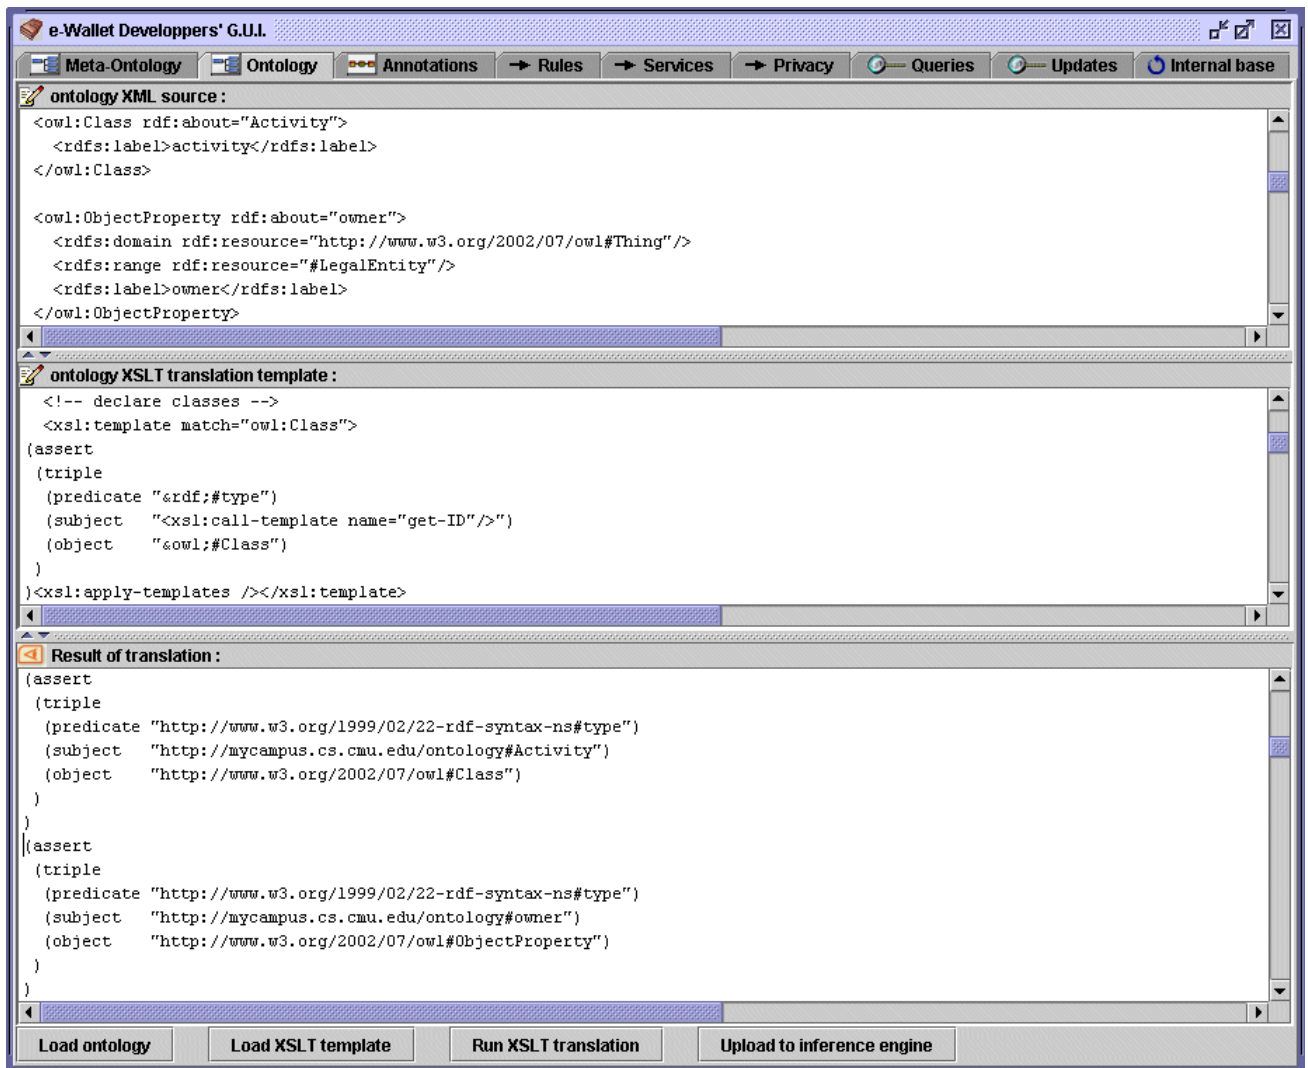 e-Wallet Developpers' G.U.I.
Meta-Ontology Ontology Annotations Rules Services Privacy Queries Updates Internal base
ontology XML source :
<owl:Class rdf:about="Activity">
<rdfs:label>activity</rdfs:label>
</owl:Class>
<owl:ObjectProperty rdf:about="owner">
<rdfs:domain rdf:resource="http://www.w3.org/2002/07/owl#Thing"/>
<rdfs:range rdf:resource="#LegalEntity"/>
<rdfs:label>owner</rdfs:label>
</owl:ObjectProperty>
ontology XSLT translation template :
<!-- declare classes -->
<xsl:template match="owl:Class">
(assert
(triple
(predicate "&rdf;#type")
(subject "<xsl:call-template name="get-ID"/>")
(object "&owl;#Class")
)
)<xsl:apply-templates /></xsl:template>
Result of translation :
(assert
(triple
(predicate "http://www.w3.org/1999/02/22-rdf-syntax-ns#type")
(subject "http://mycampus.cs.cmu.edu/ontology#Activity")
(object "http://www.w3.org/2002/07/owl#Class")
)
)
(assert
(triple
(predicate "http://www.w3.org/1999/02/22-rdf-syntax-ns#type")
(subject "http://mycampus.cs.cmu.edu/ontology#owner")
(object "http://www.w3.org/2002/07/owl#ObjectProperty")
)
)
Load ontology Load XSLT template Run XSLT translation Upload to inference engine